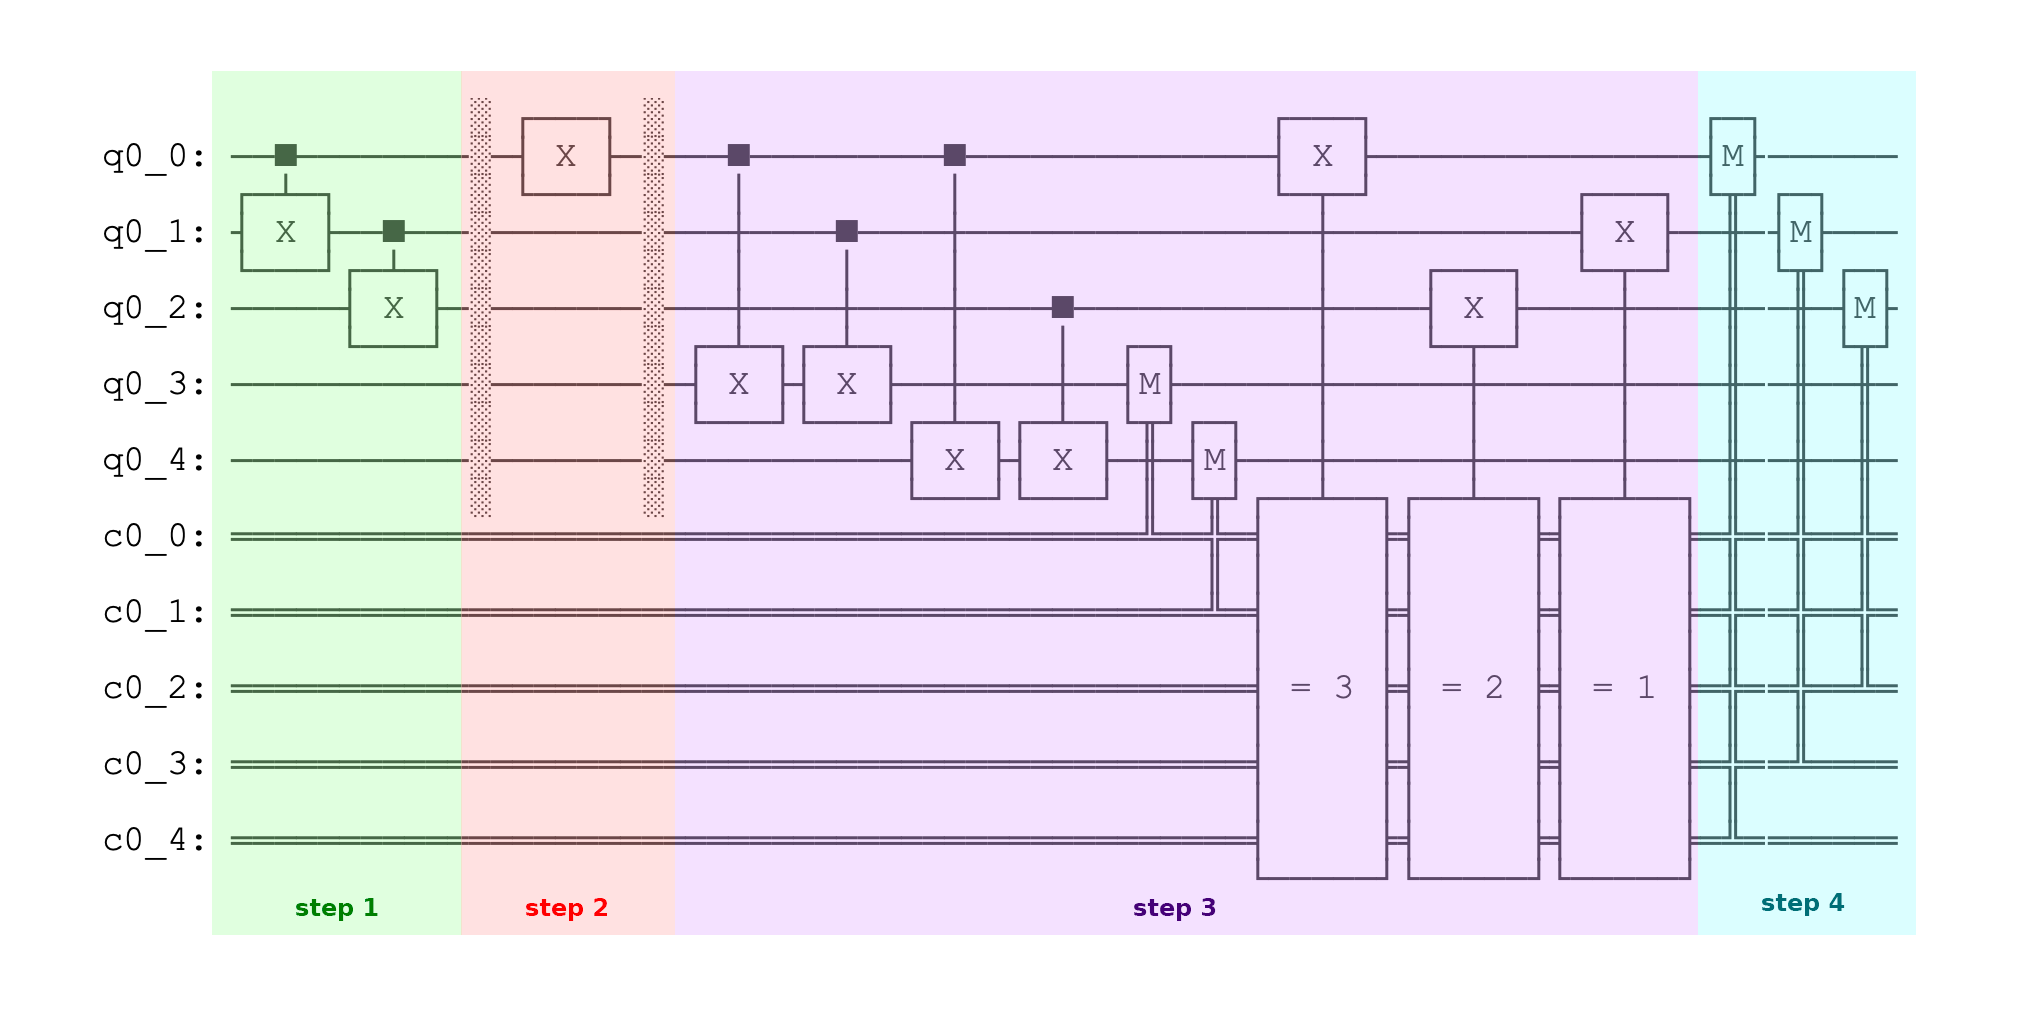 q0_0: X X M
q0_1: X X M
q0_2: X X M
q0_3: X X M
q0_4: X X M
c0_0:
c0_1:
c0_2: = 3 = 2 = 1
c0_3:
c0_4:
step 1 step 2 step 3 step 4